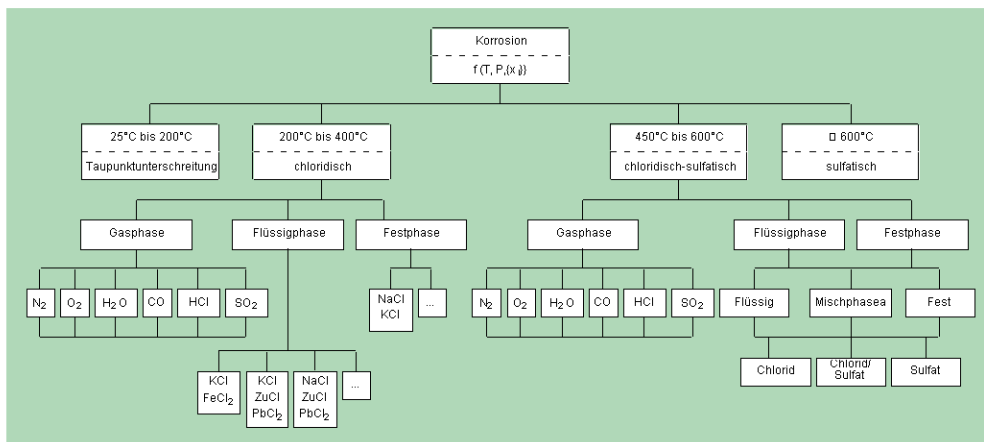 Korrosion
f (T, P,{x i})
25°C bis 200°C
Taupunktunterschreitung
200°C bis 400°C
chloridisch
450°C bis 600°C
chloridisch-sulfatisch
□ 600°C
sulfatisch
Gasphase
Flüssigphase
Festphase
Gasphase
Flüssigphase
Festphase
N2
O2
H2O
CO
HCl
SO2
NaCl
KCl
...
N2
O2
H2O
CO
HCl
SO2
Flüssig
Mischphasea
Fest
KCl
FeCl2
KCl
ZuCl
PbCl2
NaCl
ZuCl
PbCl2
...
Chlorid
Chlorid/
Sulfat
Sulfat